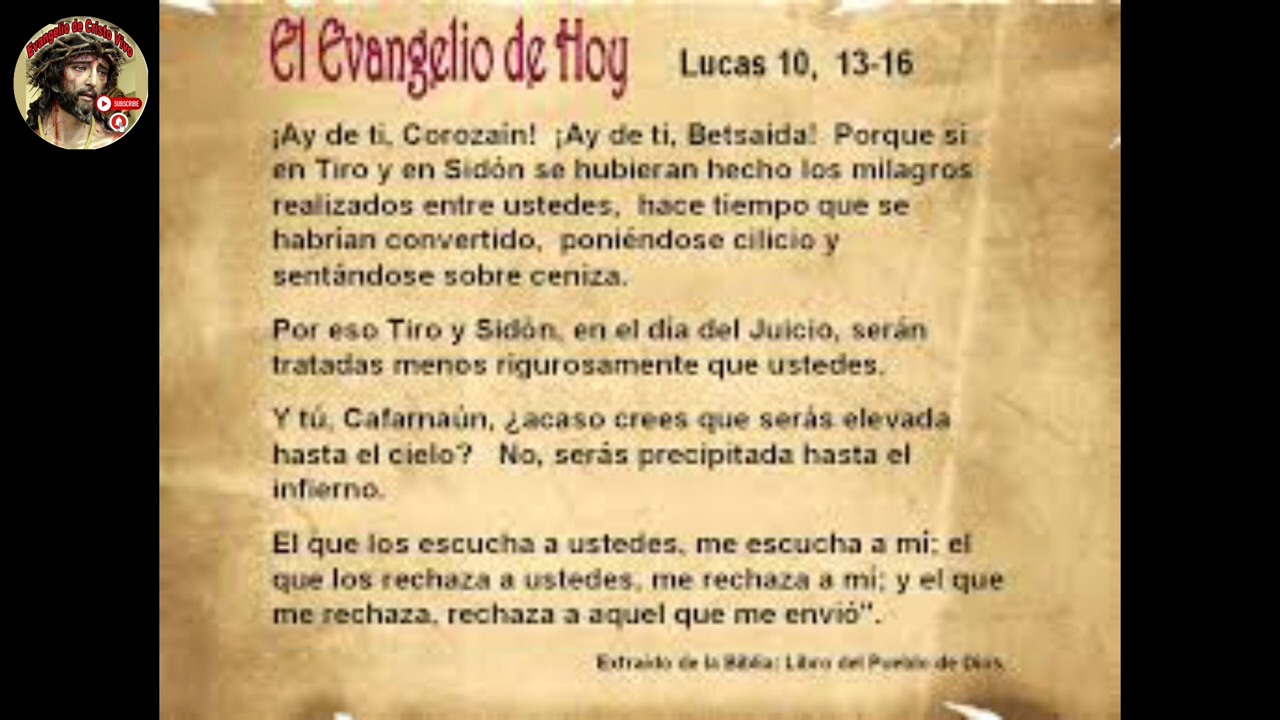 Evangelio de Cristo Vivo
SUBSCRIBE
El Evangelio de Hoy
Lucas 10, 13-16
¡Ay de ti, Corozaín! ¡Ay de ti, Betsaida! Porque si
en Tiro y en Sidón se hubieran hecho los milagros
realizados entre ustedes, hace tiempo que se
habrían convertido, poniéndose cilicio y
sentándose sobre ceniza.
Por eso Tiro y Sidón, en el día del Juicio, serán
tratadas menos rigurosamente que ustedes.
Y tú, Cafarnaún, ¿acaso crees que serás elevada
hasta el cielo? No, serás precipitada hasta el
infierno.
El que los escucha a ustedes, me escucha a mí; el
que los rechaza a ustedes, me rechaza a mí; y el que
me rechaza, rechaza a aquel que me envió".
Extraído de la Biblia: Libro del Pueblo de Dios.